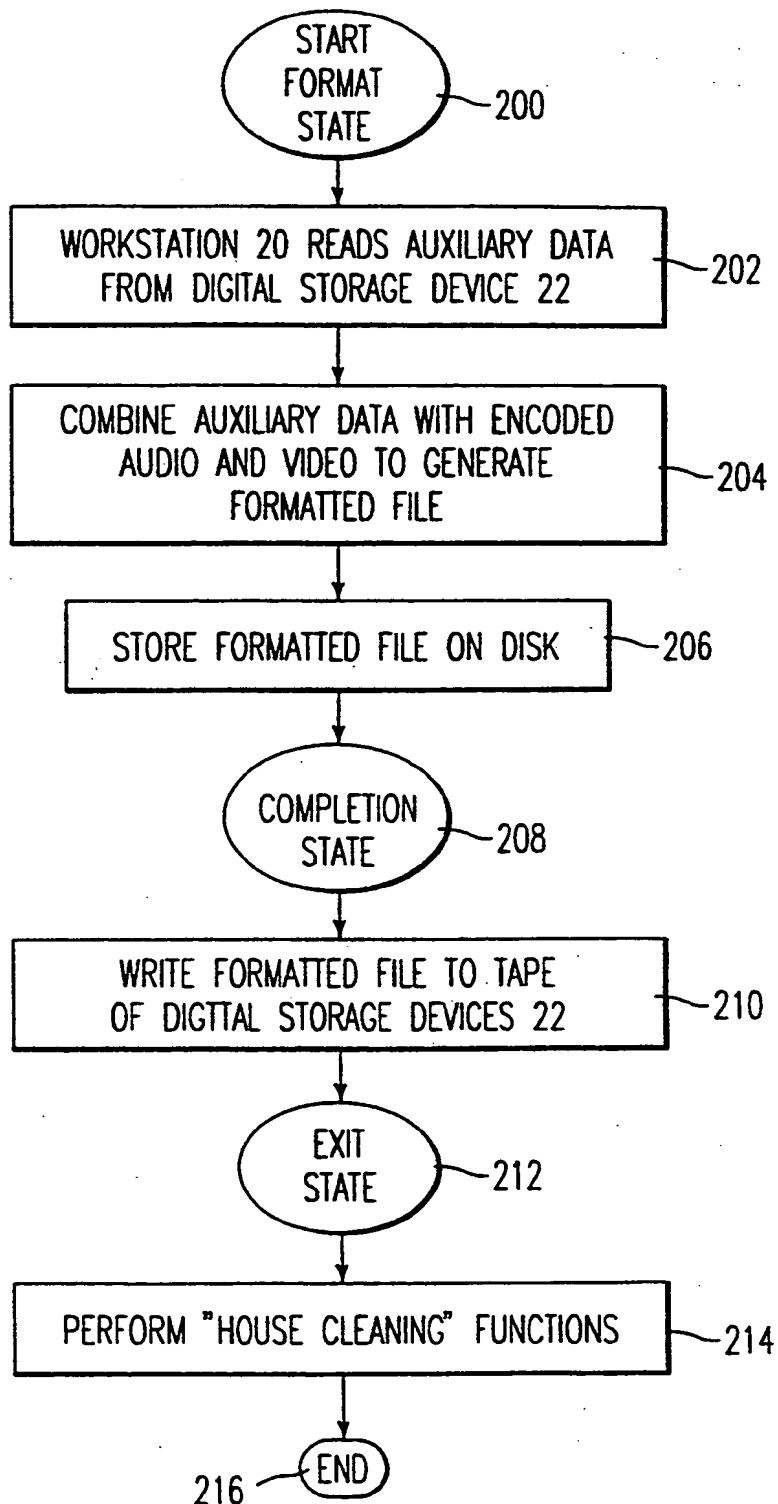 START
FORMAT
STATE
200
WORKSTATION 20 READS AUXILIARY DATA
FROM DIGITAL STORAGE DEVICE 22
202
COMBINE AUXILIARY DATA WITH ENCODED
AUDIO AND VIDEO TO GENERATE
FORMATTED FILE
204
STORE FORMATTED FILE ON DISK
206
COMPLETION
STATE
208
WRITE FORMATTED FILE TO TAPE
OF DIGTTAL STORAGE DEVICES 22
210
EXIT
STATE
212
PERFORM "HOUSE CLEANING" FUNCTIONS
214
END
216